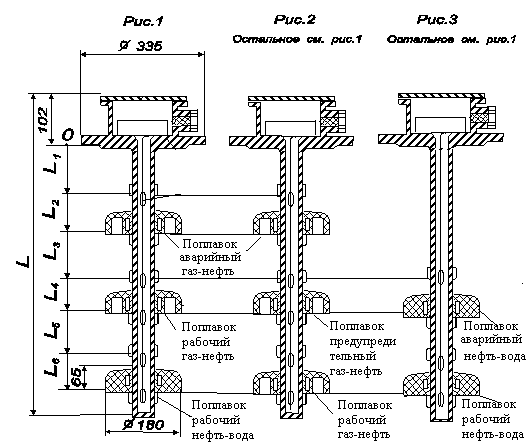 Рис.1
Рис.2
Рис.3
Остальное см. рис.1
Остальное см. рис.1
ø 335
102
О
L1
L2
L3
L4
L5
L6
L
65
ø 180
Поплавок
аварийный
газ-нефть
Поплавок
рабочий
газ-нефть
Поплавок
предупреди
тельный
газ-нефть
Поплавок
аварийный
нефть-вода
Поплавок
рабочий
нефть-вода
Поплавок
рабочий
газ-нефть
Поплавок
рабочий
нефть-вода